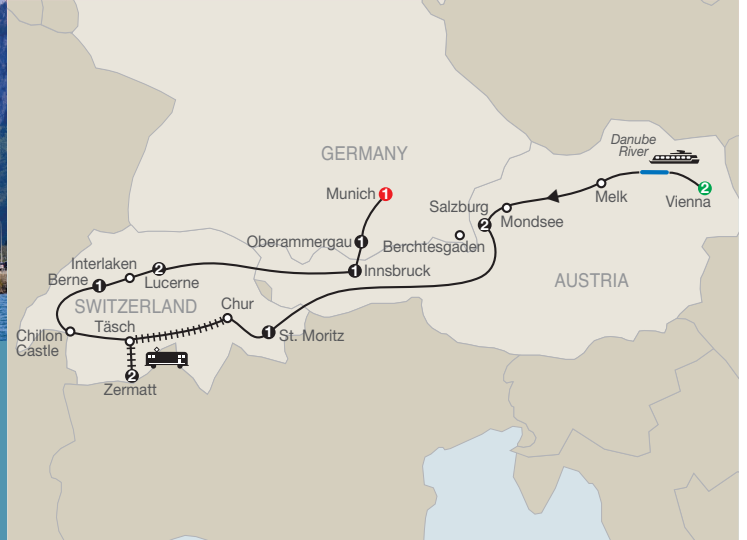 Danube
River
GERMANY
2
Munich 1
Melk
Vienna
Salzburg
2
Mondsee
Oberammergau 1
Berchtesgaden
Interlaken
2
1 Innsbruck
Berne 1
Lucerne
AUSTRIA
SWITZERLAND
Chur
Täsch
Chillon
Castle
1 St. Moritz
2
Zermatt